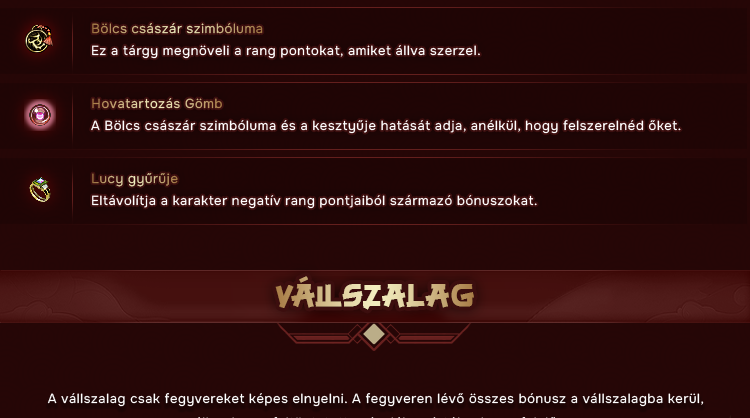 Bölcs császár szimbóluma
Ez a tárgy megnöveli a rang pontokat, amiket állva szerzel.
Hovatartozás Gömb
A Bölcs császár szimbóluma és a kesztyűje hatását adja, anélkül, hogy felszerelnéd őket.
Lucy gyűrűje
Eltávolítja a karakter negatív rang pontjaiból származó bónuszokat.
VÁLLSZALAG
A vállszalag csak fegyvereket képes elnyelni. A fegyveren lévő összes bónusz a vállszalagba kerül,